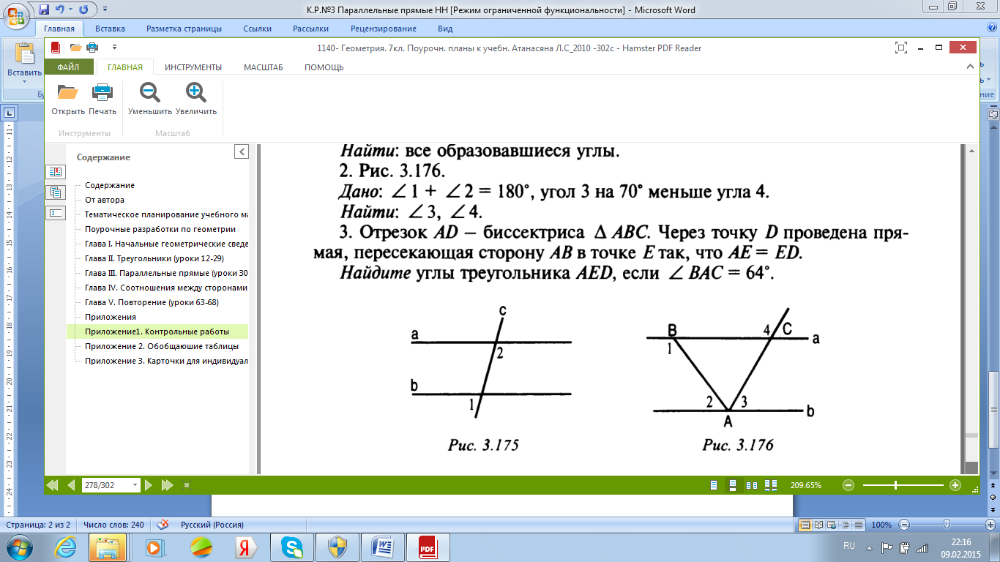 К.Р.№3 Параллельные прямые НН [Режим ограниченной функциональности] - Microsoft Word
Главная Вставка Разметка страницы Ссылки Рассылки Рецензирование Вид
Вставить
1140- Геометрия. 7кл. Поурочн. планы к учебн. Атанасяна Л.С_2010 -302с - Hamster PDF Reader
ФАЙЛ ГЛАВНАЯ ИНСТРУМЕНТЫ МАСШТАБ ПОМОЩЬ
Открыть Печать Уменьшить Увеличить
Инструменты Масштаб
Содержание
Содержание
От автора
Тематическое планирование учебного ма
Поурочные разработки по геометрии
Глава I. Начальные геометрические сведе
Глава II. Треугольники (уроки 12-29)
Глава III. Параллельные прямые (уроки 30
Глава IV. Соотношения между сторонами
Глава V. Повторение (уроки 63-68)
Приложения
Приложение1. Контрольные работы
Приложение 2. Обобщаюшие таблицы
Приложение 3. Карточки для индивидуал
Найти: все образовавшиеся углы.
2. Рис. 3.176.
Дано: ∠1 + ∠2 = 180°, угол 3 на 70° меньше угла 4.
Найти: ∠3, ∠4.
3. Отрезок AD – биссектриса Δ ABC. Через точку D проведена пря-
мая, пересекающая сторону AB в точке E так, что AE = ED.
Найдите углы треугольника AED, если ∠ BAC = 64°.
c
a
2
b
1
Рис. 3.175
B 4 C a
1
2 3 b
A
Рис. 3.176
278/302
209.65%
Страница: 2 из 2 Число слов: 240 Русский (Россия) 100%
RU 22:16
09.02.2015